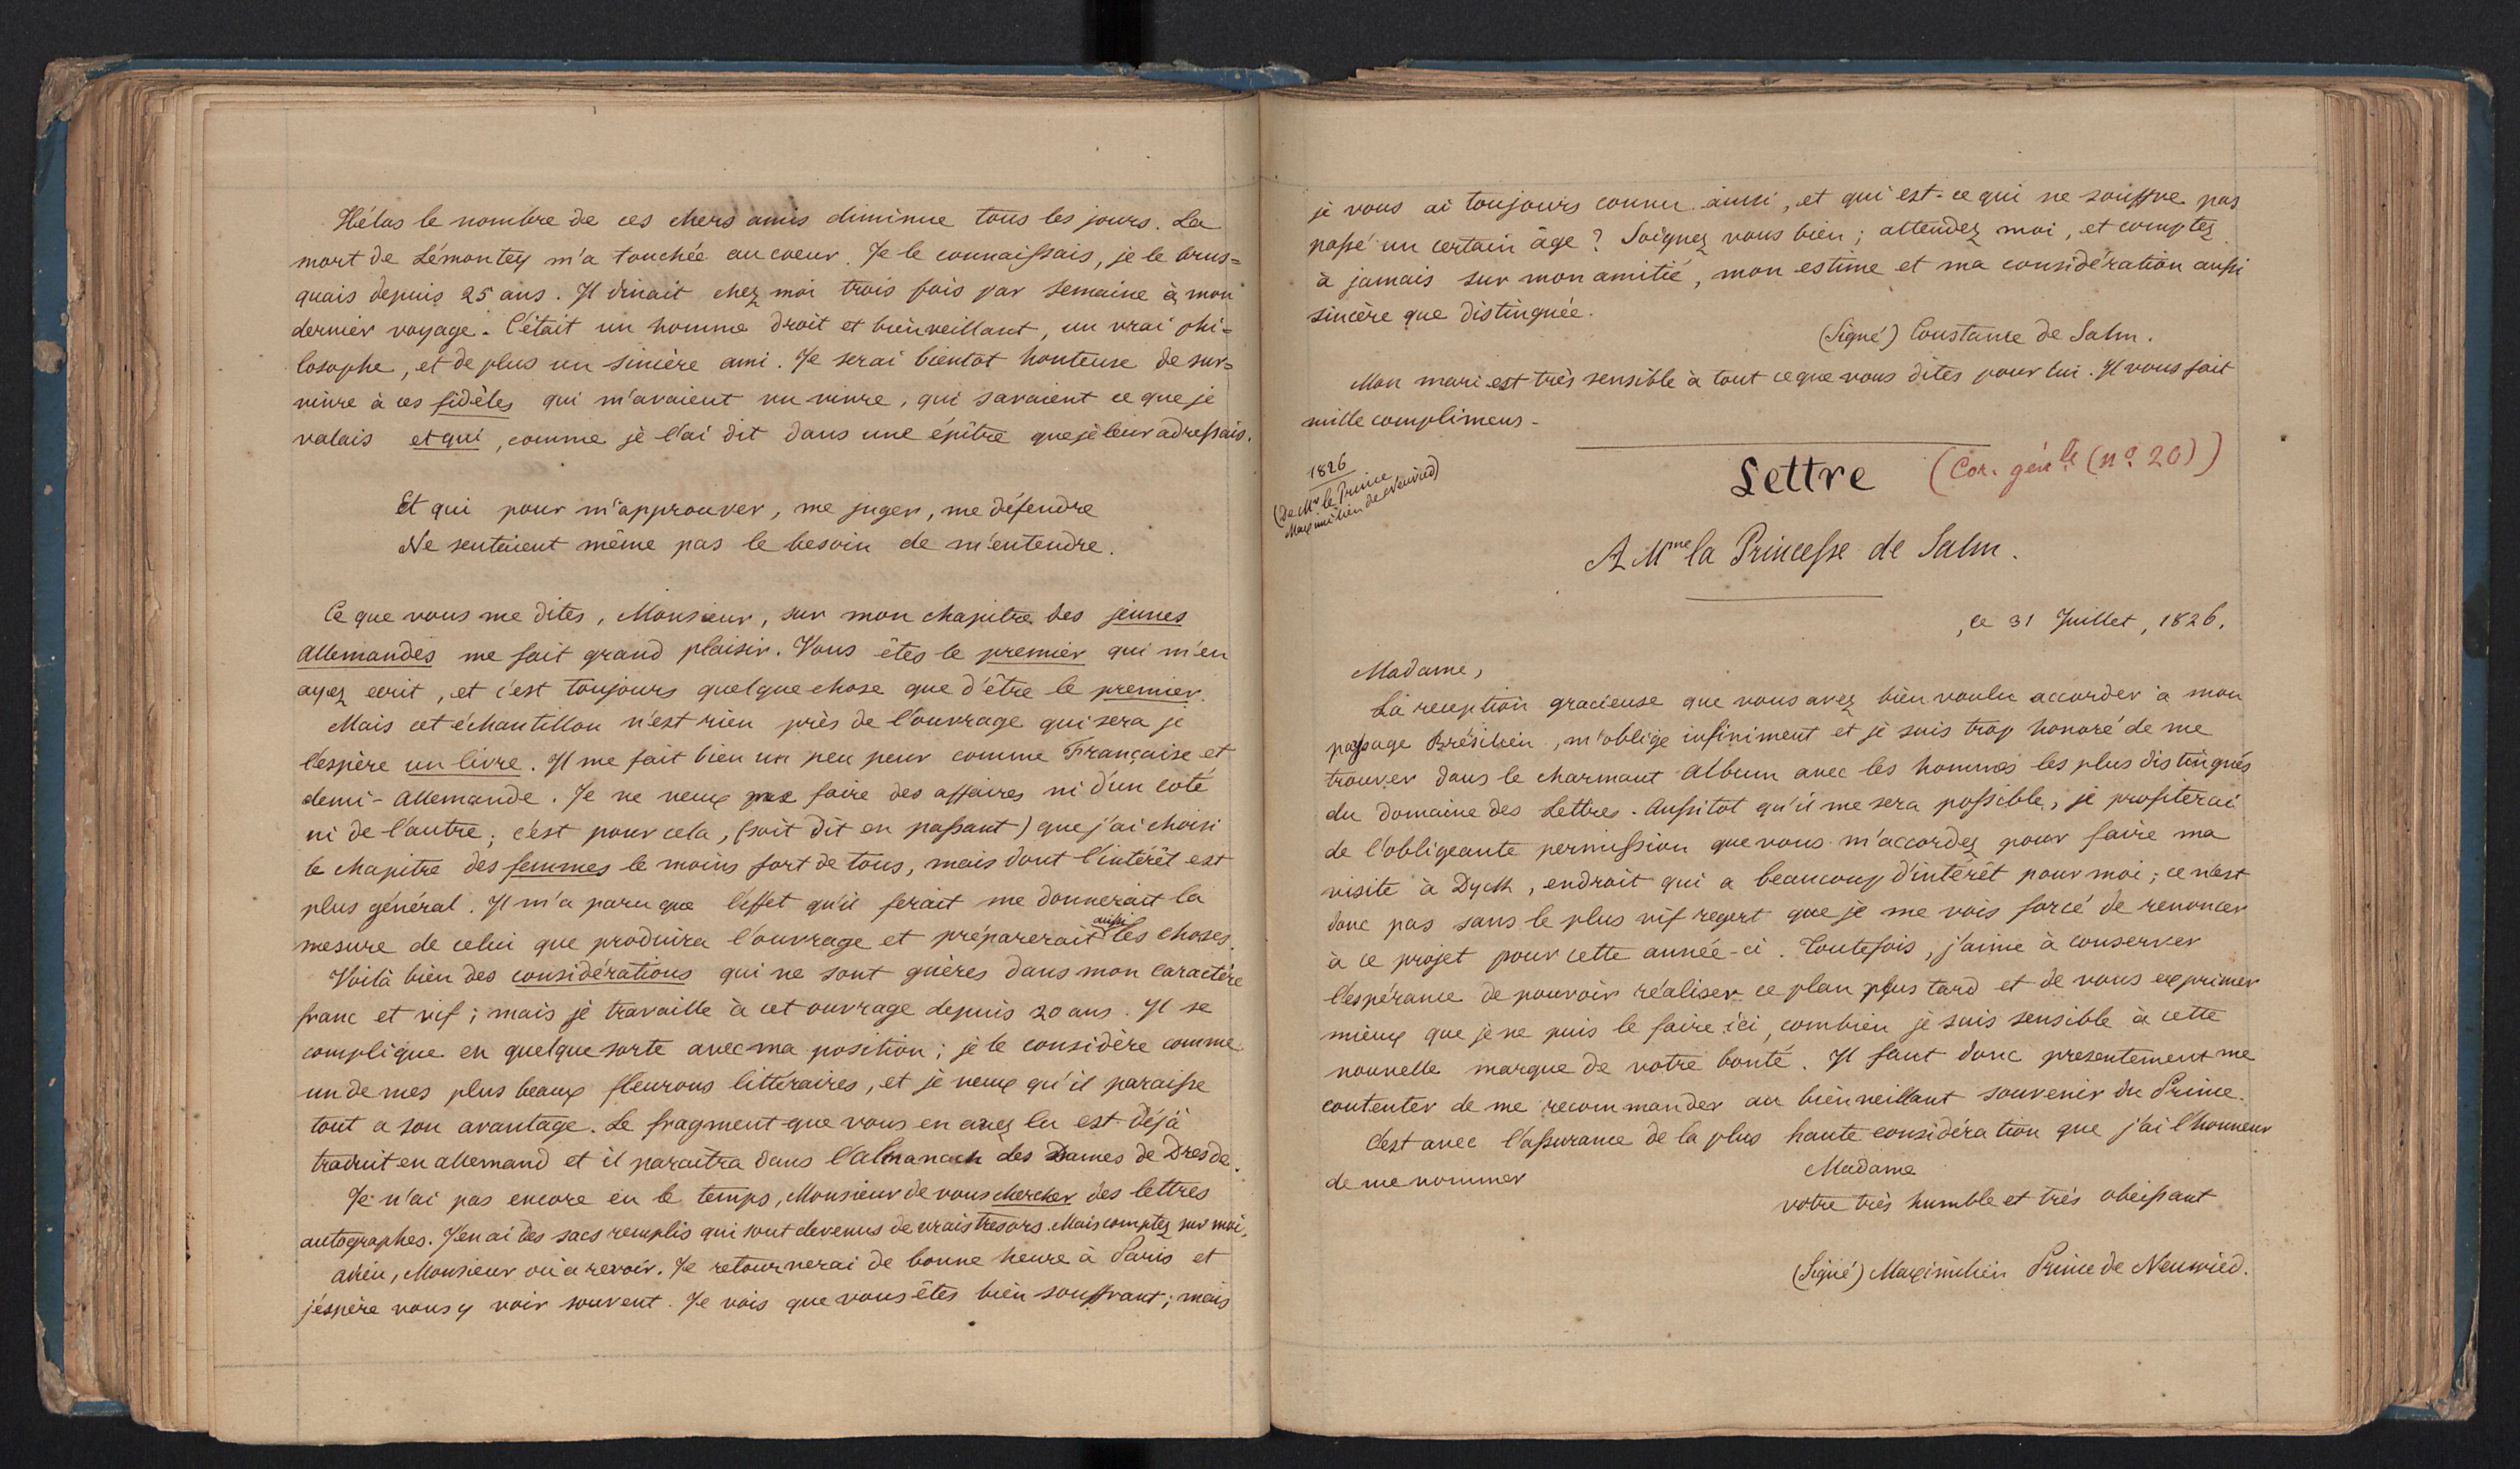 Hélas le nombre de ces chers amis diminue tous les jours. La
mort de Lémontey m'a touchée au coeur. Je le connaissais, je le brus=
quais depuis 25 ans. Il dinait chez moi trois fois par semaine à mon
dernier voyage. C'était un homme droit et bienveillant, un vrai phi=
losophe, et de plus un sincère ami. Je serai bientot honteuse de sur=
vivre à ces fidèles qui m'avaient vu vivre, qui savaient ce que je
valais et qui, comme je l'ai dit dans une épitre que je leur adressais.
Et qui pour m'approuver, me juger, me défendre
Ne sentaient même pas le besoin de m'entendre.
Ce que vous me dites, Monsieur, sur mon chapitre des jeunes
allemandes me fait grand plaisir. Vous êtes le premier qui m'en
ayez ecrit, et c'est toujours quelque chose que d'être le premier.
Mais cet échantillon n'est rien près de l'ouvrage qui sera je
l'espère un livre. Il me fait bien un peu peur comme Française et
demi-allemande. Je ne veux me faire des affaires ni d'un coté
ni de l'autre; c'est pour cela, (soit dit en passant) que j'ai choisi
le chapitre des femmes le moins fort de tous, mais dont l'intérêt est
plus général. Il m'a paru que l'effet qu'il ferait me donnerait la
mesure de celui que produira l'ouvrage et préparerait aussi les choses.
Voilà bien des considérations qui ne sont guères dans mon caractère
franc et vif; mais je travaille à cet ouvrage depuis 20 ans. Il se
complique en quelque sorte avec ma position; je le considère comme
un de mes plus beaux fleurons littéraires, et je veux qu'il paraisse
tout a son avantage. Le fragment que vous en avez lu est déjà
traduit en allemand et il paraitra dans l'almanach des Dames de Dresde.
Je n'ai pas encore eu le temps, Monsieur de vous chercher des lettres
autographes. J'en ai des sacs remplis qui sont devenus de vrais tresors. Mais comptez sur moi,
adieu, Monsieur ou a revoir. Je retournerai de bonne heure à Paris et
j'espère vous y voir souvent. Je vois que vous êtes bien souffrant; mais
je vous ai toujours connu ainsi, et qui est-ce qui ne souffre pas
passé un certain âge? Soignez vous bien; attendez moi, et comptez
à jamais sur mon amitié, mon estime et ma considération aussi
sincère que distinguée.
(Signé) Constance de Salm.
Mon mari est très sensible à tout ce que vous dites pour lui. Il vous fait
mille complimens-
1826
(De Mr le Prince
Maximilien de Neuwied)
Lettre (Cor. génle (no. 20))
A Mme la Princesse de Salm.
, ce 31 Juillet, 1826.
Madame,
La reception gracieuse que vous avez bien voulu accorder à mon
passage Brésilien, m'oblige infiniment et je suis trop honoré de me
trouver dans le charmant Album avec les hommes les plus distingués
du domaine des Lettres. Aussitot qu'il me sera possible, je profiterai
de l'obligeante permission que vous m'accordez pour faire ma
visite à Dyck, endroit qui a beaucoup d'intérêt pour moi; ce n'est
donc pas sans le plus vif regert que je me vois forcé de renoncer
à ce projet pour cette année-ci. Toutefois, j'aime à conserver
l'espérance de pouvoir réaliser ce plan plus tard et de vous exprimer
mieux que je ne puis le faire ici, combien je suis sensible à cette
nouvelle marque de votre bonté. Il faut donc presentement me
contenter de me recommander au bienveillant souvenir du Prince.
C'est avec l'assurance de la plus haute considération que j'ai l'honneur
de me nommer
Madame
votre très humble et très obeissant
(Signé) Maximilien Prince de Neuwied.